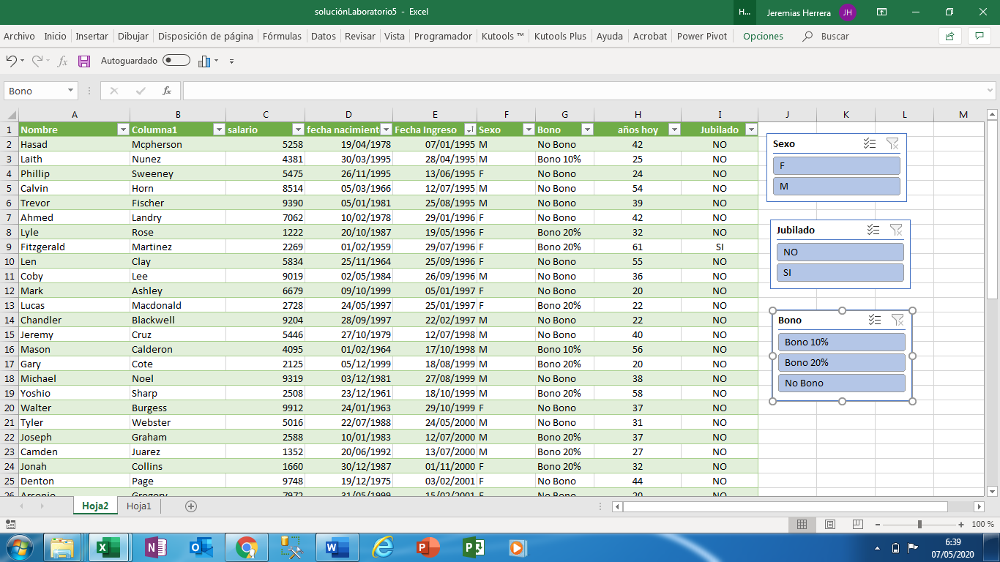 soluciónLaboratorio5 - Excel
H...
Jeremias Herrera
JH
Archivo Inicio Insertar Dibujar Disposición de página Fórmulas Datos Revisar Vista Programador Kutools ™ Kutools Plus Ayuda Acrobat Power Pivot Opciones Buscar
fx Autoguardado
Bono fx
A B C D E F G H I J K L M
1 Nombre Columna1 salario fecha nacimiento Fecha Ingreso Sexo Bono años hoy Jubilado
2 Hasad Mcpherson 5258 19/04/1978 07/01/1995 M No Bono 42 NO
3 Laith Nunez 4381 30/03/1995 28/04/1995 M Bono 10% 25 NO
4 Phillip Sweeney 5475 26/11/1995 13/06/1995 F No Bono 24 NO
5 Calvin Horn 8514 05/03/1966 12/07/1995 M No Bono 54 NO
6 Trevor Fischer 9390 05/01/1981 25/08/1995 M No Bono 39 NO
7 Ahmed Landry 7062 10/02/1978 29/01/1996 F No Bono 42 NO
8 Lyle Rose 1222 20/10/1987 19/05/1996 F Bono 20% 32 NO
9 Fitzgerald Martinez 2269 01/02/1959 29/07/1996 F Bono 20% 61 SI
10 Len Clay 5834 25/11/1964 25/09/1996 F No Bono 55 NO
11 Coby Lee 9019 02/05/1984 26/09/1996 M No Bono 36 NO
12 Mark Ashley 6679 09/10/1999 05/01/1997 F No Bono 20 NO
13 Lucas Macdonald 2728 24/05/1997 25/01/1997 F Bono 20% 22 NO
14 Chandler Blackwell 9204 28/09/1997 22/02/1997 M No Bono 22 NO
15 Jeremy Cruz 5446 27/10/1979 12/07/1998 M No Bono 40 NO
16 Mason Calderon 4095 01/02/1964 17/10/1998 M Bono 10% 56 NO
17 Gary Cote 2125 05/12/1999 18/08/1999 M Bono 20% 20 NO
18 Michael Noel 9319 03/12/1981 27/08/1999 M No Bono 38 NO
19 Yoshio Sharp 2508 23/12/1961 18/10/1999 M Bono 20% 58 NO
20 Walter Burgess 9912 24/01/1963 29/10/1999 F No Bono 37 NO
21 Tyler Webster 5016 22/07/1988 24/05/2000 M No Bono 31 NO
22 Joseph Graham 2588 10/01/1983 12/07/2000 M Bono 20% 37 NO
23 Camden Juarez 1352 20/06/1992 13/07/2000 M Bono 20% 27 NO
24 Jonah Collins 1660 30/12/1987 01/11/2000 F Bono 20% 32 NO
25 Denton Page 9748 19/12/1975 03/02/2001 F No Bono 44 NO
26 Arsenio Gregory 7972 31/05/1999 15/02/2001 F No Bono 20 NO
Sexo
F
M
Jubilado
NO
SI
Bono
Bono 10%
Bono 20%
No Bono
Hoja2 Hoja1
100 %
6:39
07/05/2020